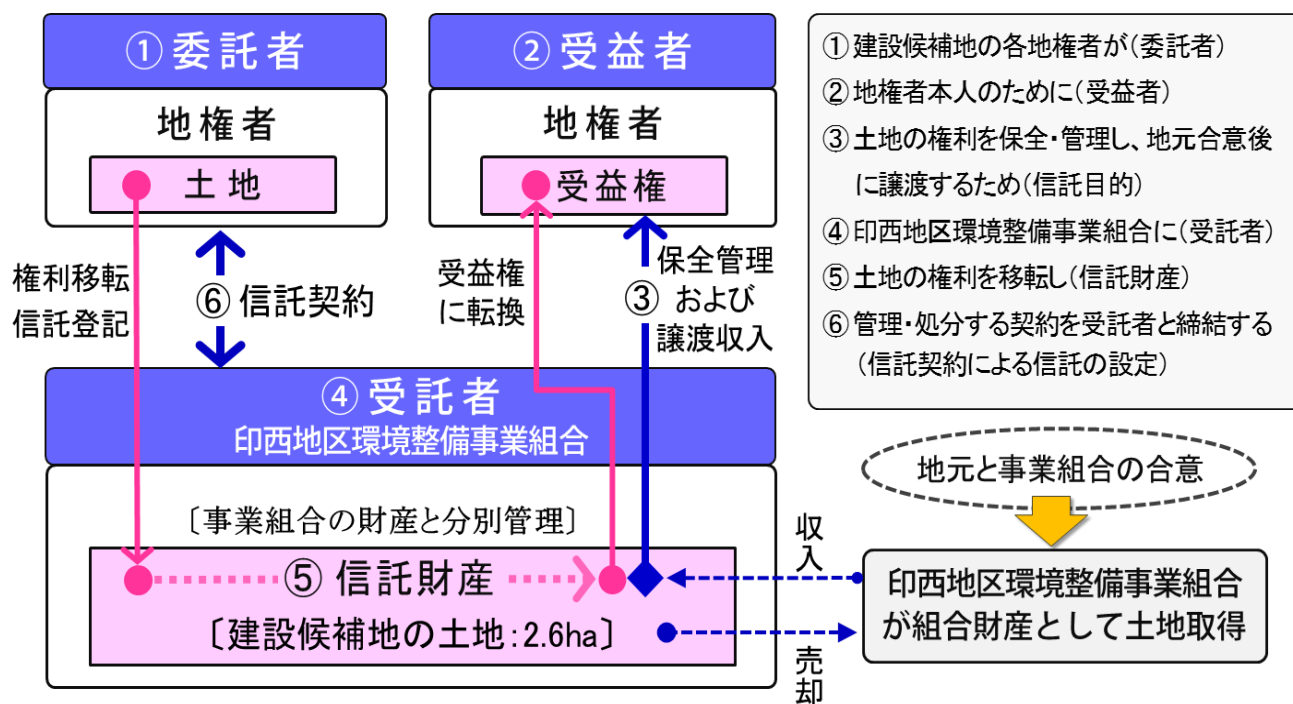 ①委託者
地権者
土地
②受益者
地権者
受益権
権利移転
信託登記
⑥信託契約
受益権
に転換
③
保全管理
および
譲渡収入
④受託者
印西地区環境整備事業組合
〔事業組合の財産と分別管理〕
⑤信託財産
〔建設候補地の土地:2.6ha〕
①建設候補地の各地権者が(委託者)
②地権者本人のために(受益者)
③土地の権利を保全・管理し、地元合意後
に譲渡するため(信託目的)
④印西地区環境整備事業組合に(受託者)
⑤土地の権利を移転し(信託財産)
⑥管理・処分する契約を受託者と締結する
(信託契約による信託の設定)
地元と事業組合の合意
収入
売却
印西地区環境整備事業組合
が組合財産として土地取得